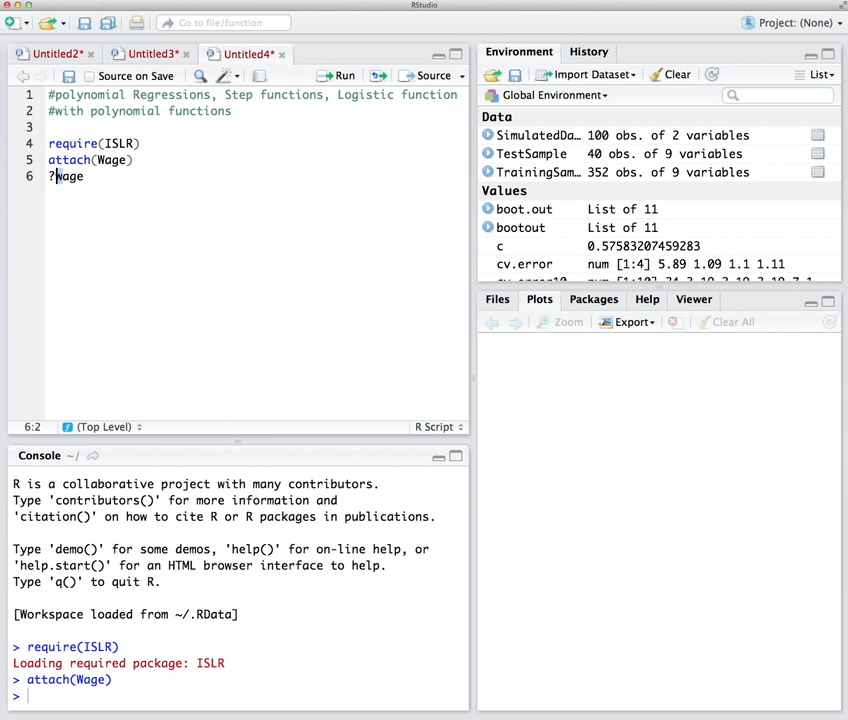 RStudio
Go to file/function
Project: (None)
Untitled2*
Untitled3*
Untitled4*
Source on Save
Run
Source
1 #polynomial Regressions, Step functions, Logistic function
2 #with polynomial functions
3
4 require(ISLR)
5 attach(Wage)
6 ?Wage
6:2
(Top Level)
R Script
Console ~/
R is a collaborative project with many contributors.
Type 'contributors()' for more information and
'citation()' on how to cite R or R packages in publications.
Type 'demo()' for some demos, 'help()' for on-line help, or
'help.start()' for an HTML browser interface to help.
Type 'q()' to quit R.
[Workspace loaded from ~/.RData]
> require(ISLR)
Loading required package: ISLR
> attach(Wage)
>
Environment
History
Import Dataset
Clear
List
Global Environment
Data
SimulatedDa… 100 obs. of 2 variables
TestSample 40 obs. of 9 variables
TrainingSam… 352 obs. of 9 variables
Values
boot.out List of 11
bootout List of 11
c 0.57583207459283
cv.error num [1:4] 5.89 1.09 1.1 1.11
Files
Plots
Packages
Help
Viewer
Zoom
Export
Clear All